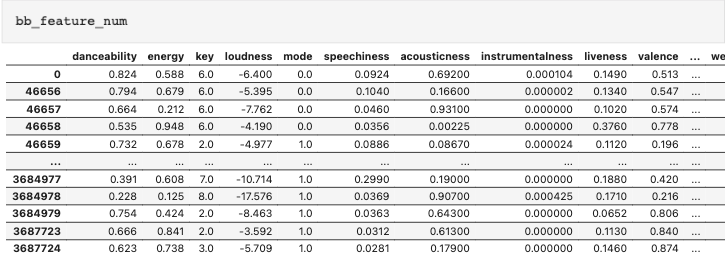 bb_feature_num
danceability energy key loudness mode speechiness acousticness instrumentalness liveness valence ... we
0 0.824 0.588 6.0 -6.400 0.0 0.0924 0.69200 0.000104 0.1490 0.513 ...
46656 0.794 0.679 6.0 -5.395 0.0 0.1040 0.16600 0.000002 0.1340 0.547 ...
46657 0.664 0.212 6.0 -7.762 0.0 0.0460 0.93100 0.000000 0.1020 0.574 ...
46658 0.535 0.948 6.0 -4.190 0.0 0.0356 0.00225 0.000000 0.3760 0.778 ...
46659 0.732 0.678 2.0 -4.977 1.0 0.0886 0.08670 0.000024 0.1120 0.196 ...
... ... ... ... ... ... ... ... ... ... ... ...
3684977 0.391 0.608 7.0 -10.714 1.0 0.2990 0.19000 0.000000 0.1880 0.420 ...
3684978 0.228 0.125 8.0 -17.576 1.0 0.0369 0.90700 0.000425 0.1710 0.216 ...
3684979 0.754 0.424 2.0 -8.463 1.0 0.0363 0.64300 0.000000 0.0652 0.806 ...
3687723 0.666 0.841 2.0 -3.592 1.0 0.0312 0.61300 0.000000 0.1130 0.840 ...
3687724 0.623 0.738 3.0 -5.709 1.0 0.0281 0.17900 0.000000 0.1460 0.874 ...